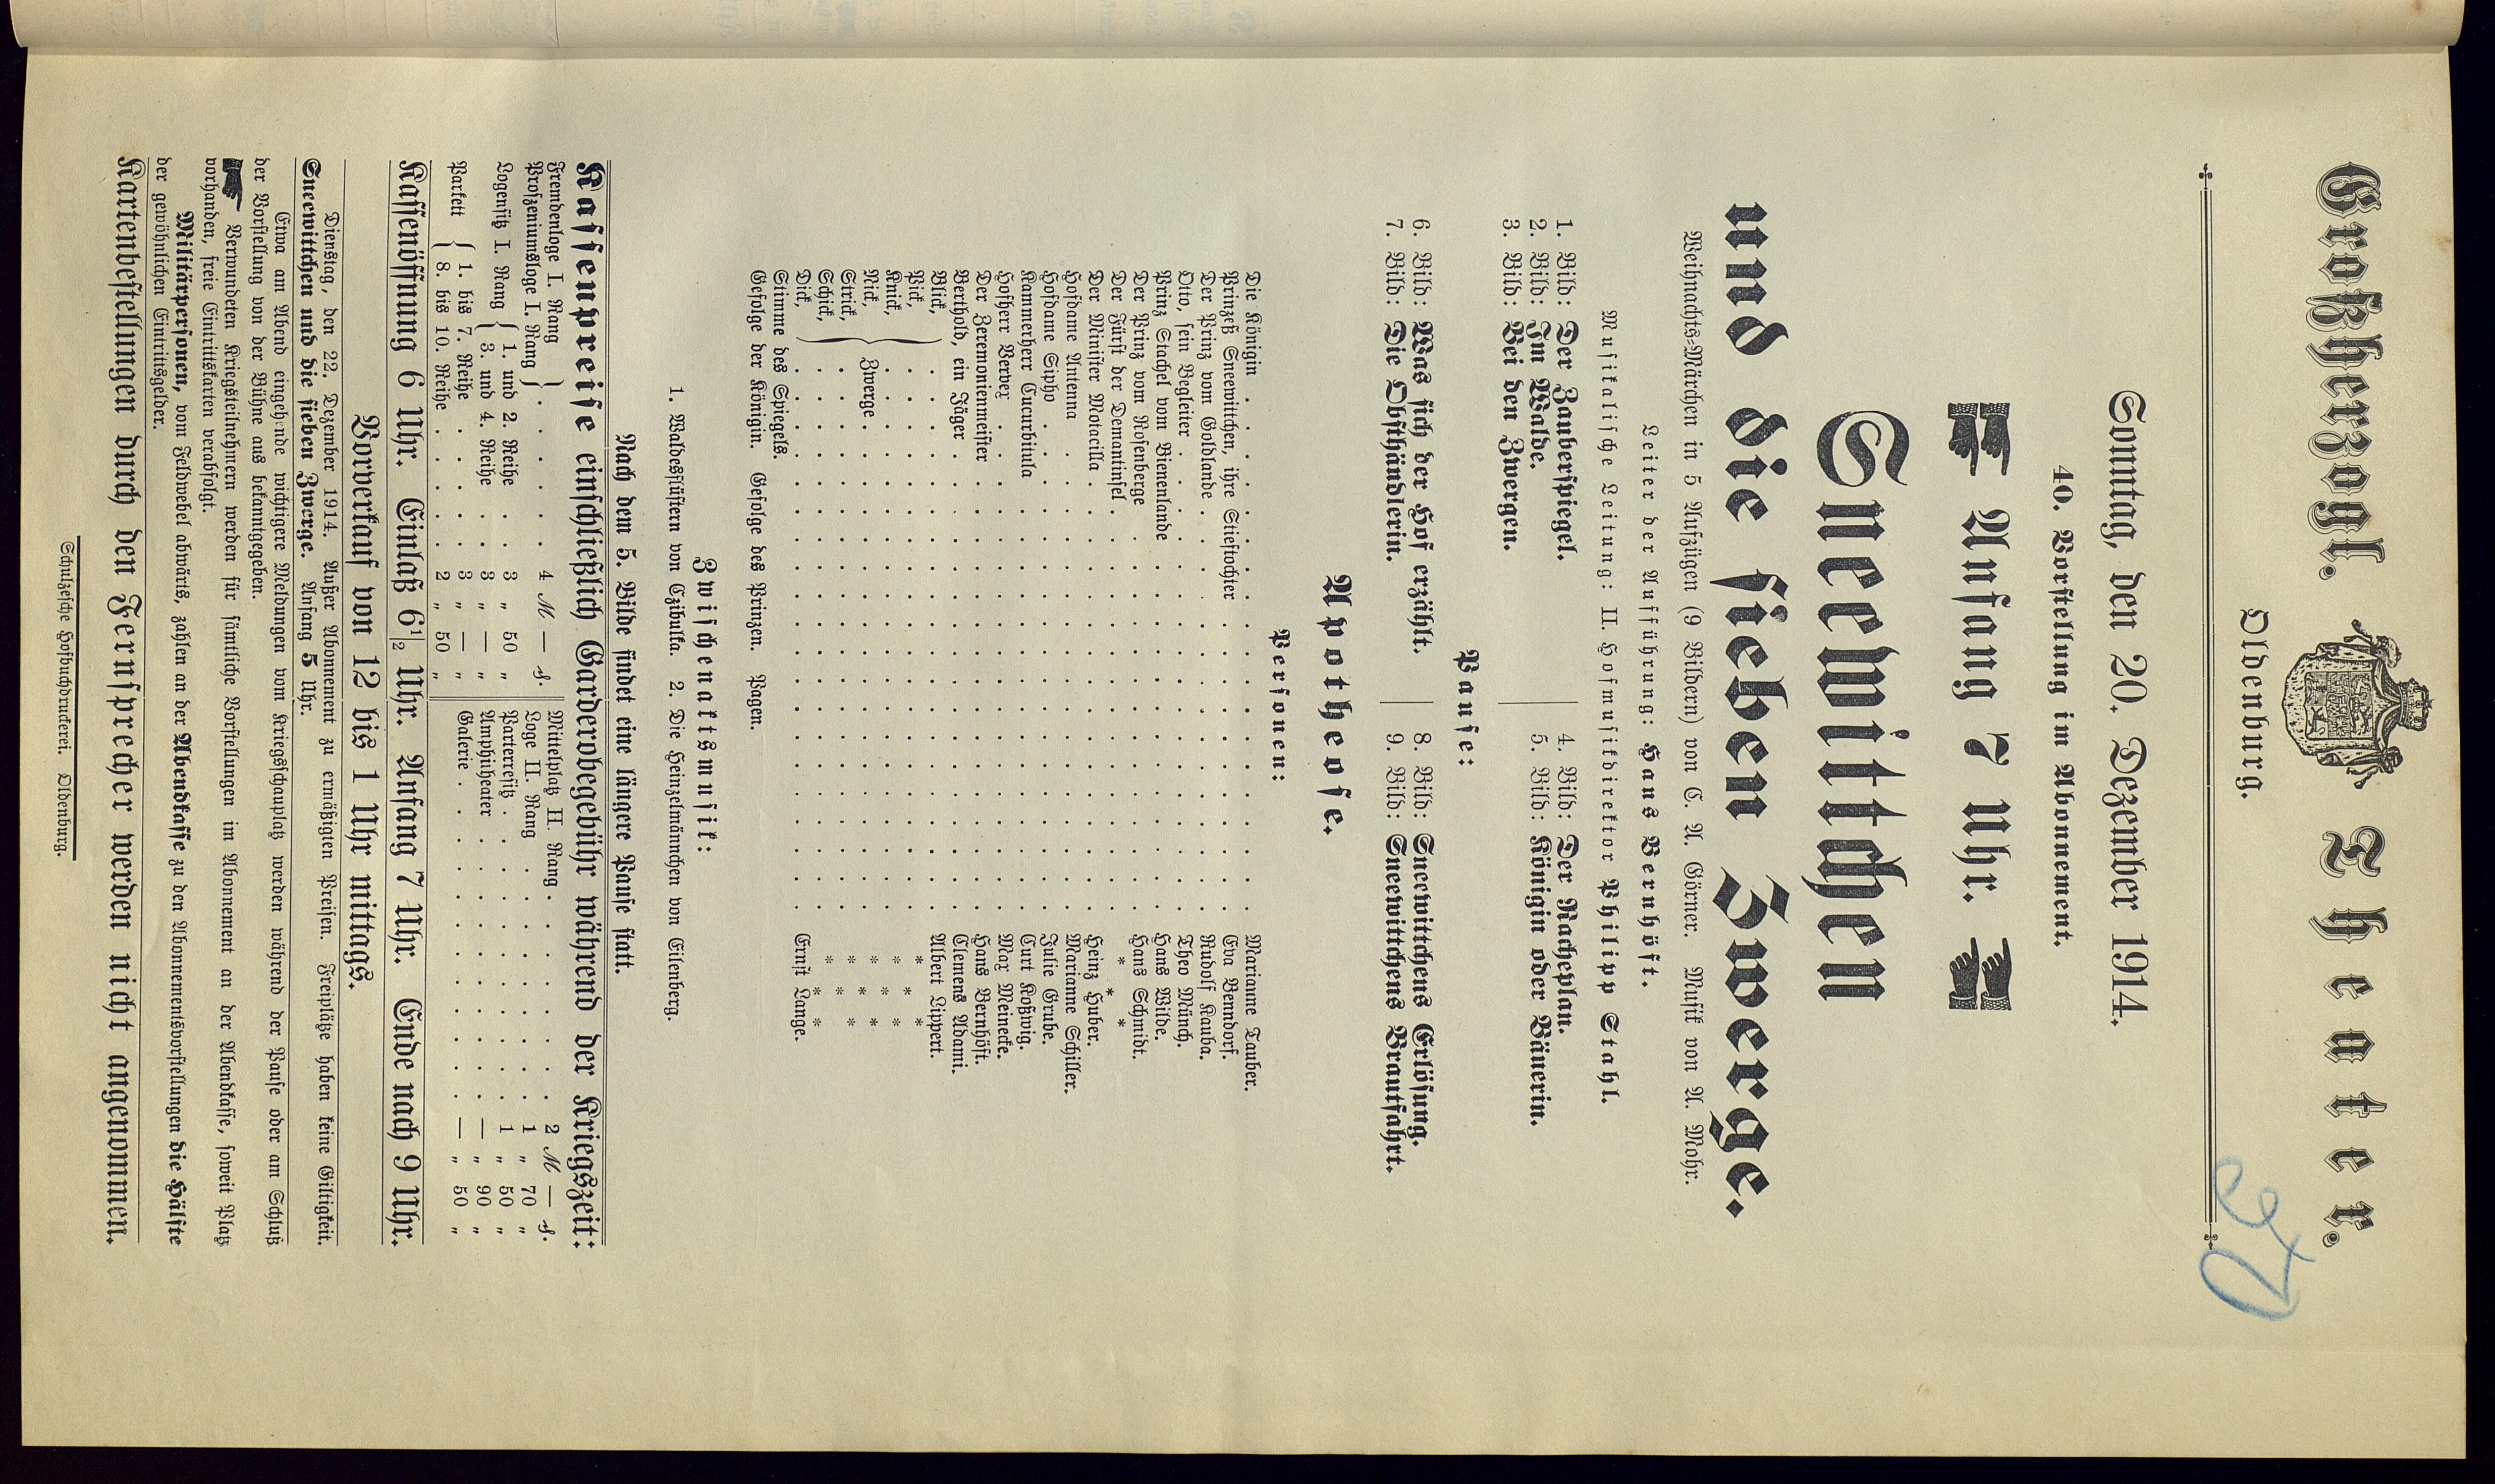 Großherzogl. Theater.
Oldenburg.
Sonntag, den 20. Dezember 1914.
40. Vorstellung im Abonnement.
Anfang 7 Uhr.
Sneewittchen
und die sieben Zwerge.
Weihnachts-Märchen in 5 Aufzügen (9 Bildern) von C. A. Görner. Musik von A. Mohr.
Leiter der Aufführung: Hans Bernhöft.
Musikalische Leitung: II. Hofmusikdirektor Philipp Stahl.
1. Bild: Der Zauberspiegel.
2. Bild: Im Walde.
3. Bild: Bei den Zwergen.
4. Bild: Der Racheplan.
5. Bild: Königin oder Bäuerin.
Pause:
6. Bild: Was sich der Hof erzählt.
7. Bild: Die Obsthändlerin.
8. Bild: Sneewittchens Erlösung.
9. Bild: Sneewittchens Brautfahrt.
Apotheose.
Personen:
Die Königin . . . Marianne Tauber.
Prinzeß Sneewittchen, ihre Stieftochter . . . Eva Benndorf.
Der Prinz vom Goldlande . . . Rudolf Kauba.
Otto, sein Begleiter . . . Theo Münch.
Prinz Stachel vom Bienenlande . . . Hans Wilde.
Der Prinz vom Rosenberge . . . Hans Schmidt.
Der Fürst der Demantinsel . . . * * *
Der Minister Motacilla . . . Heinz Huber.
Hofdame Antenna . . . Marianne Schiller.
Hofdame Sipho . . . Julie Grube.
Kammerherr Cucurbitula . . . Curt Koßwig.
Hofherr Verver . . . Max Meinecke.
Der Zeremonienmeister . . . Hans Bernhöft.
Berthold, ein Jäger . . . Clemens Adami.
Blick, . . . Albert Lippert.
Pick, . . . * * *
Knick, . . . * * *
Nick, Zwerge . . . * * *
Strick, . . . * * *
Schick, . . . * * *
Dick, . . . * * *
Stimme des Spiegels. . . . Ernst Lange.
Gefolge der Königin. Gefolge des Prinzen. Pagen.
Zwischenaktsmusik:
1. Waldesflüstern von Czibulka. 2. Die Heinzelmännchen von Eilenberg.
Nach dem 5. Bilde findet eine längere Pause statt.
Kassenpreise einschließlich Garderobegebühr während der Kriegszeit:
Fremdenloge I. Rang
Proszeniumsloge I. Rang } . . . 4 M — ₰.
Logensitz I. Rang { 1. und 2. Reihe . . 3 „ 50 „
3. und 4. Reihe . . 3 „ — „
Parkett { 1. bis 7. Reihe . . . 3 „ — „
8. bis 10. Reihe . . . 2 „ 50 „
Mittelplatz II. Rang . . . 2 M — ₰.
Loge II. Rang . . . 1 „ 70 „
Parterresitz . . . 1 „ 50 „
Amphitheater . . . — „ 90 „
Galerie . . . — „ 50 „
Kassenöffnung 6 Uhr. Einlaß 6½ Uhr. Anfang 7 Uhr. Ende nach 9 Uhr.
Vorverkauf von 12 bis 1 Uhr mittags.
Dienstag, den 22. Dezember 1914. Außer Abonnement zu ermäßigten Preisen. Freiplätze haben keine Giltigkeit.
Sneewittchen und die sieben Zwerge. Anfang 5 Uhr.
Etwa am Abend eingehende wichtigere Meldungen vom Kriegsschauplatz werden während der Pause oder am Schluß
der Vorstellung von der Bühne aus bekanntgegeben.
Verwundeten Kriegsteilnehmern werden für sämtliche Vorstellungen im Abonnement an der Abendkasse, soweit Platz
vorhanden, freie Eintrittskarten verabfolgt.
Militärpersonen, vom Feldwebel abwärts, zahlen an der Abendkasse zu den Abonnementsvorstellungen die Hälfte
der gewöhnlichen Eintrittsgelder.
Kartenbestellungen durch den Fernsprecher werden nicht angenommen.
Schulzesche Hofbuchdruckerei. Oldenburg.